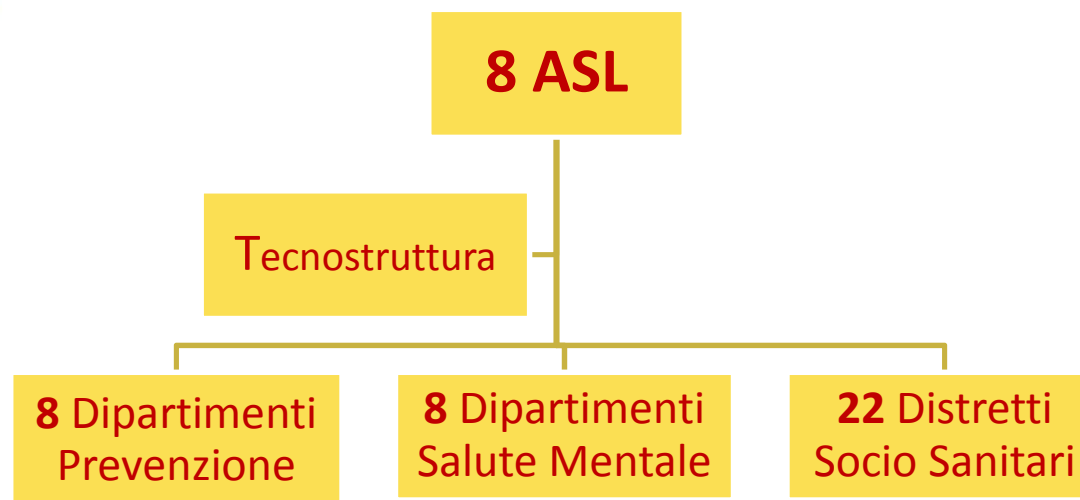 8 ASL
Tecnostruttura
8 Dipartimenti
Prevenzione
8 Dipartimenti
Salute Mentale
22 Distretti
Socio Sanitari